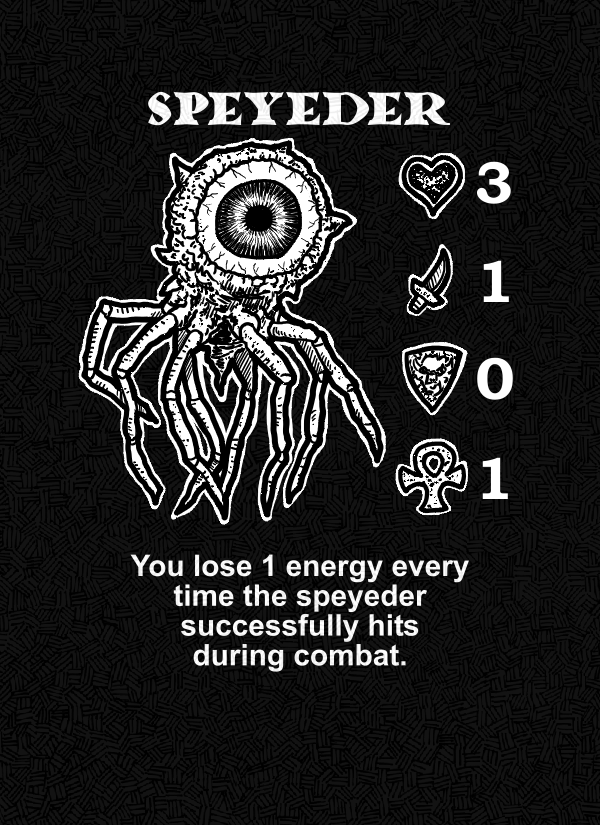 SPEYEDER
3
1
0
1
You lose 1 energy every
time the speyeder
successfully hits
during combat.